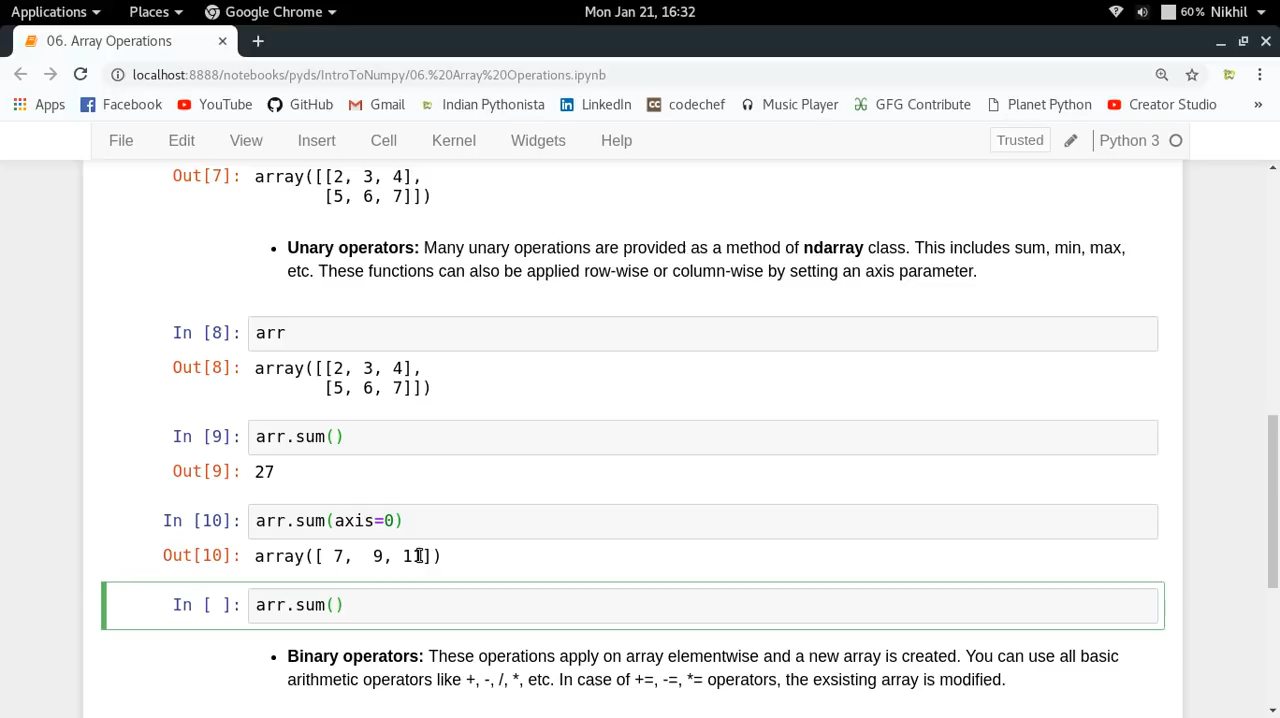 Applications Places Google Chrome Mon Jan 21, 16:32 60% Nikhil
06. Array Operations
localhost:8888/notebooks/pyds/IntroToNumpy/06.%20Array%20Operations.ipynb
Apps Facebook YouTube GitHub Gmail Indian Pythonista LinkedIn codechef Music Player GFG Contribute Planet Python Creator Studio »
File Edit View Insert Cell Kernel Widgets Help Trusted Python 3
Out[7]: array([[2, 3, 4],
[5, 6, 7]])
• Unary operators: Many unary operations are provided as a method of ndarray class. This includes sum, min, max,
etc. These functions can also be applied row-wise or column-wise by setting an axis parameter.
In [8]: arr
Out[8]: array([[2, 3, 4],
[5, 6, 7]])
In [9]: arr.sum()
Out[9]: 27
In [10]: arr.sum(axis=0)
Out[10]: array([ 7,  9, 11])
In [ ]: arr.sum()
• Binary operators: These operations apply on array elementwise and a new array is created. You can use all basic
arithmetic operators like +, -, /, *, etc. In case of +=, -=, *= operators, the exsisting array is modified.